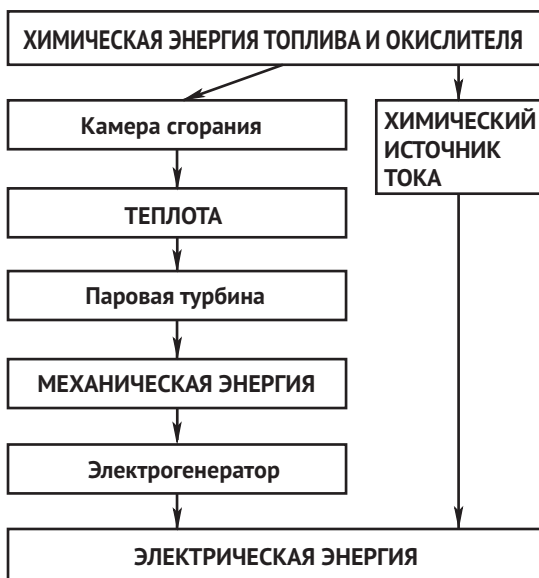 ХИМИЧЕСКАЯ ЭНЕРГИЯ ТОПЛИВА И ОКИСЛИТЕЛЯ
Камера сгорания
ТЕПЛОТА
Паровая турбина
МЕХАНИЧЕСКАЯ ЭНЕРГИЯ
Электрогенератор
ХИМИЧЕСКИЙ
ИСТОЧНИК
ТОКА
ЭЛЕКТРИЧЕСКАЯ ЭНЕРГИЯ